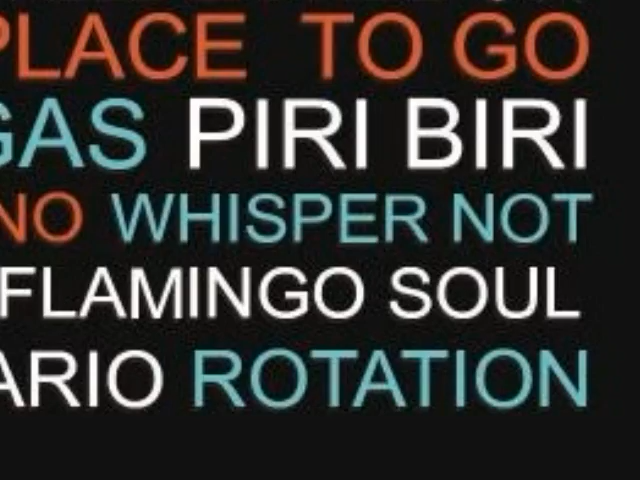 PLACE TO GO
GAS PIRI BIRI
NO WHISPER NOT
FLAMINGO SOUL
ARIO ROTATION